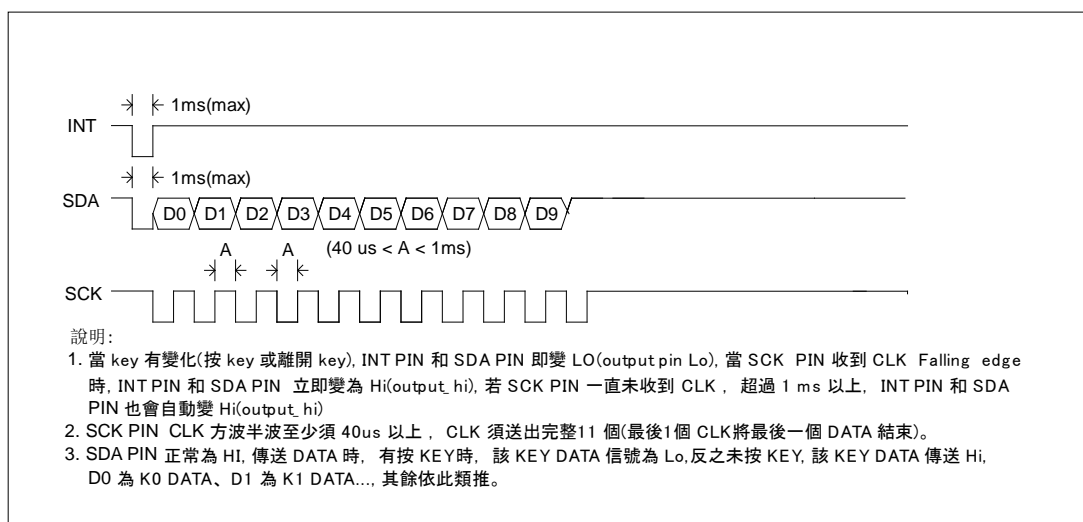 1ms(max)
INT
1ms(max)
SDA
D0 D1 D2 D3 D4 D5 D6 D7 D8 D9
A A (40 us < A < 1ms)
SCK
說明:
1. 當 key 有變化(按 key 或離開 key), INT PIN 和 SDA PIN 即變 LO(output pin Lo), 當 SCK PIN 收到 CLK Falling edge
時, INT PIN 和 SDA PIN 立即變為 Hi(output_hi), 若 SCK PIN 一直未收到 CLK , 超過 1 ms 以上, INT PIN 和 SDA
PIN 也會自動變 Hi(output_hi)
2. SCK PIN CLK 方波半波至少須 40us 以上 , CLK 須送出完整11 個(最後1個 CLK將最後一個 DATA 結束)。
3. SDA PIN 正常為 HI, 傳送 DATA 時, 有按 KEY時, 該 KEY DATA 信號為 Lo,反之未按 KEY, 該 KEY DATA 傳送 Hi,
D0 為 K0 DATA、D1 為 K1 DATA..., 其餘依此類推。